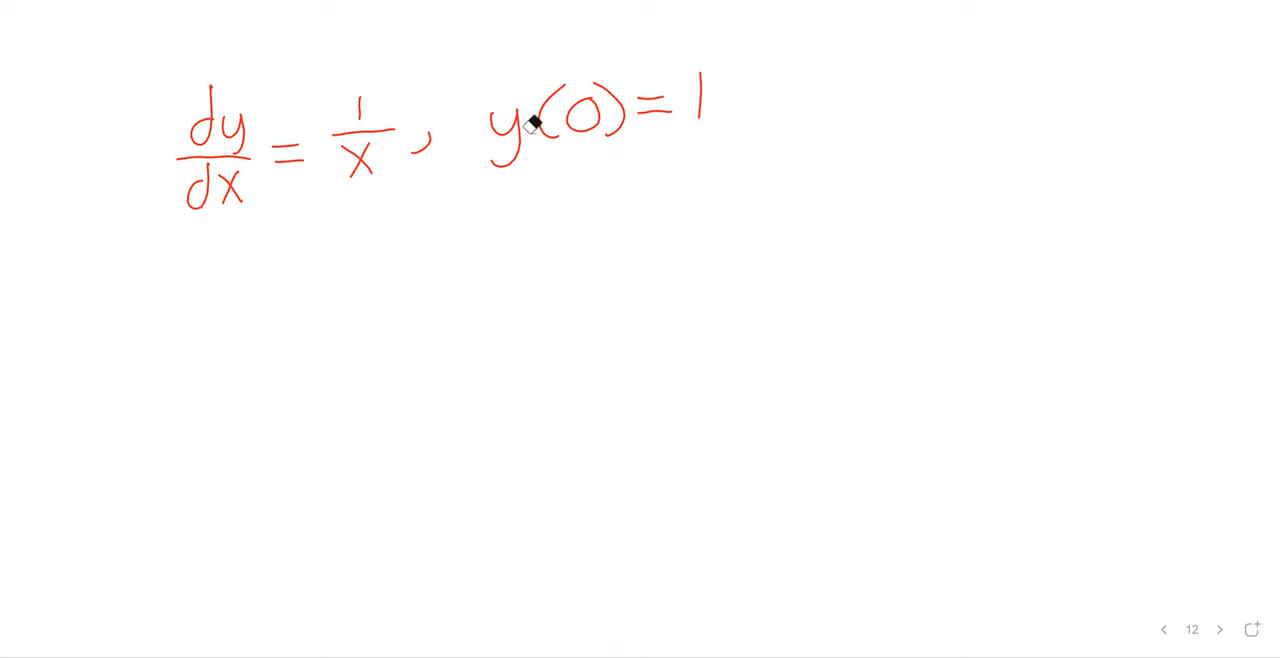 dy/dx = 1/x, y(0) = 1
12